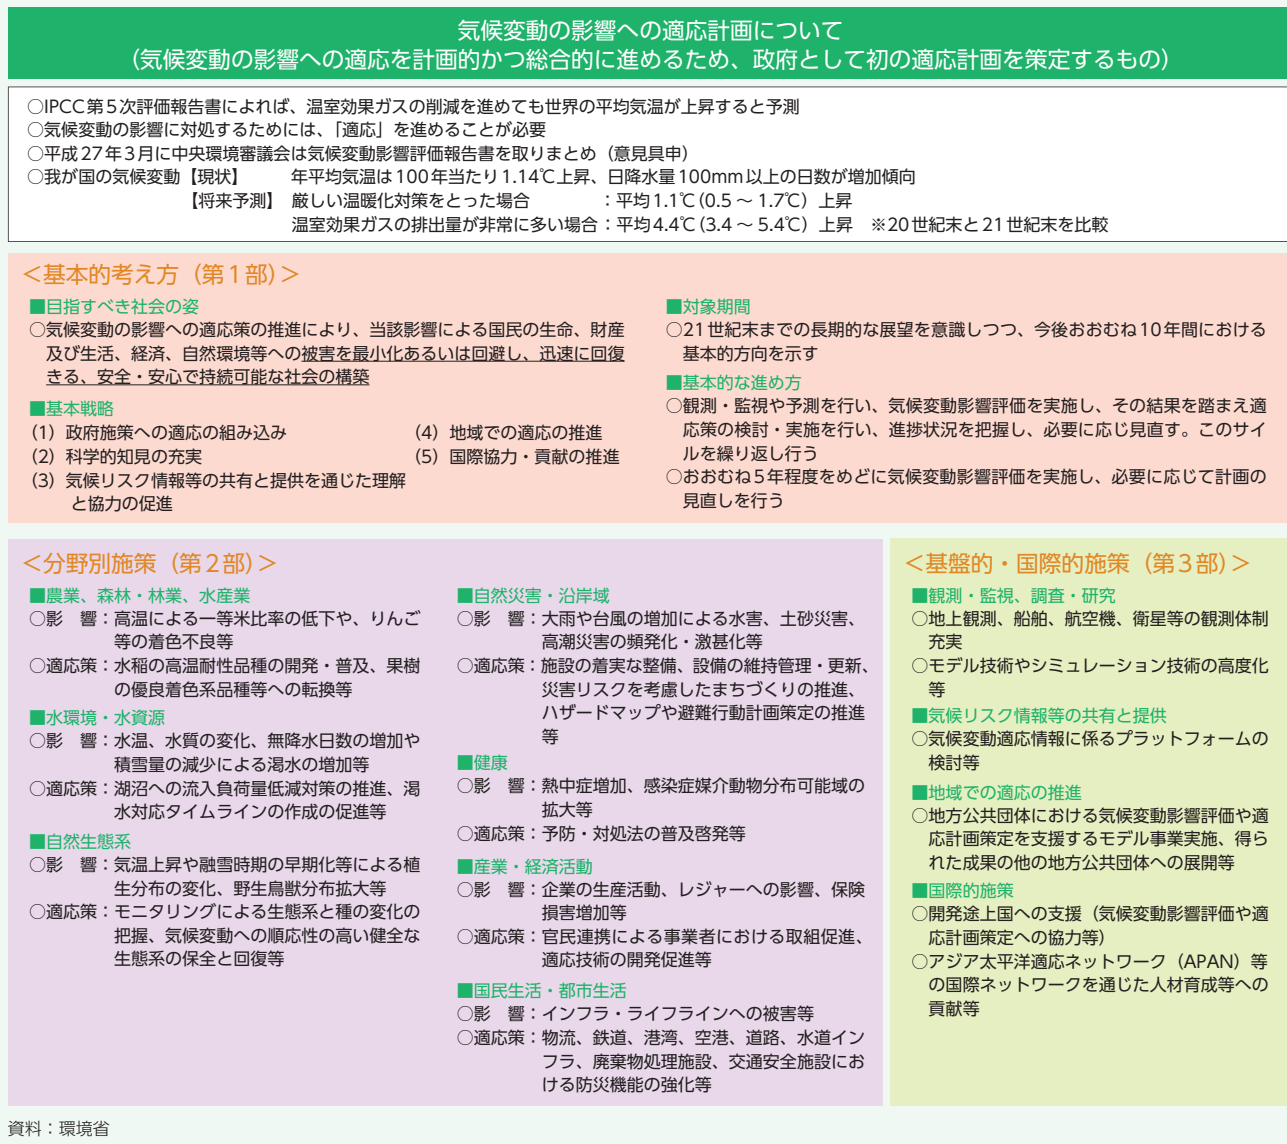 気候変動の影響への適応計画について
（気候変動の影響への適応を計画的かつ総合的に進めるため、政府として初の適応計画を策定するもの）
○IPCC第5次評価報告書によれば、温室効果ガスの削減を進めても世界の平均気温が上昇すると予測
○気候変動の影響に対処するためには、「適応」を進めることが必要
○平成27年3月に中央環境審議会は気候変動影響評価報告書を取りまとめ（意見具申）
○我が国の気候変動【現状】 年平均気温は100年当たり1.14℃上昇、日降水量100mm以上の日数が増加傾向
【将来予測】 厳しい温暖化対策をとった場合 ：平均1.1℃（0.5～1.7℃）上昇
温室効果ガスの排出量が非常に多い場合：平均4.4℃（3.4～5.4℃）上昇 ※20世紀末と21世紀末を比較
＜基本的考え方（第1部）＞
■目指すべき社会の姿
○気候変動の影響への適応策の推進により、当該影響による国民の生命、財産
及び生活、経済、自然環境等への被害を最小化あるいは回避し、迅速に回復
きる、安全・安心で持続可能な社会の構築
■基本戦略
（1）政府施策への適応の組み込み
（2）科学的知見の充実
（3）気候リスク情報等の共有と提供を通じた理解
と協力の促進
（4）地域での適応の推進
（5）国際協力・貢献の推進
■対象期間
○21世紀末までの長期的な展望を意識しつつ、今後おおむね10年間における
基本的方向を示す
■基本的な進め方
○観測・監視や予測を行い、気候変動影響評価を実施し、その結果を踏まえ適
応策の検討・実施を行い、進捗状況を把握し、必要に応じ見直す。このサイ
ルを繰り返し行う
○おおむね5年程度をめどに気候変動影響評価を実施し、必要に応じて計画の
見直しを行う
＜分野別施策（第2部）＞
■農業、森林・林業、水産業
○影 響：高温による一等米比率の低下や、りんご
等の着色不良等
○適応策：水稲の高温耐性品種の開発・普及、果樹
の優良着色系品種等への転換等
■水環境・水資源
○影 響：水温、水質の変化、無降水日数の増加や
積雪量の減少による渇水の増加等
○適応策：湖沼への流入負荷量低減対策の推進、渇
水対応タイムラインの作成の促進等
■自然生態系
○影 響：気温上昇や融雪時期の早期化等による植
生分布の変化、野生鳥獣分布拡大等
○適応策：モニタリングによる生態系と種の変化の
把握、気候変動への順応性の高い健全な
生態系の保全と回復等
■自然災害・沿岸域
○影 響：大雨や台風の増加による水害、土砂災害、
高潮災害の頻発化・激甚化等
○適応策：施設の着実な整備、設備の維持管理・更新、
災害リスクを考慮したまちづくりの推進、
ハザードマップや避難行動計画策定の推進
等
■健康
○影 響：熱中症増加、感染症媒介動物分布可能域の
拡大等
○適応策：予防・対処法の普及啓発等
■産業・経済活動
○影 響：企業の生産活動、レジャーへの影響、保険
損害増加等
○適応策：官民連携による事業者における取組促進、
適応技術の開発促進等
■国民生活・都市生活
○影 響：インフラ・ライフラインへの被害等
○適応策：物流、鉄道、港湾、空港、道路、水道イン
フラ、廃棄物処理施設、交通安全施設にお
ける防災機能の強化等
＜基盤的・国際的施策（第3部）＞
■観測・監視、調査・研究
○地上観測、船舶、航空機、衛星等の観測体制
充実
○モデル技術やシミュレーション技術の高度化
等
■気候リスク情報等の共有と提供
○気候変動適応情報に係るプラットフォームの
検討等
■地域での適応の推進
○地方公共団体における気候変動影響評価や適
応計画策定を支援するモデル事業実施、得ら
れた成果の他の地方公共団体への展開等
■国際的施策
○開発途上国への支援（気候変動影響評価や適
応計画策定への協力等）
○アジア太平洋適応ネットワーク（APAN）等
の国際ネットワークを通じた人材育成等への
貢献等
資料：環境省